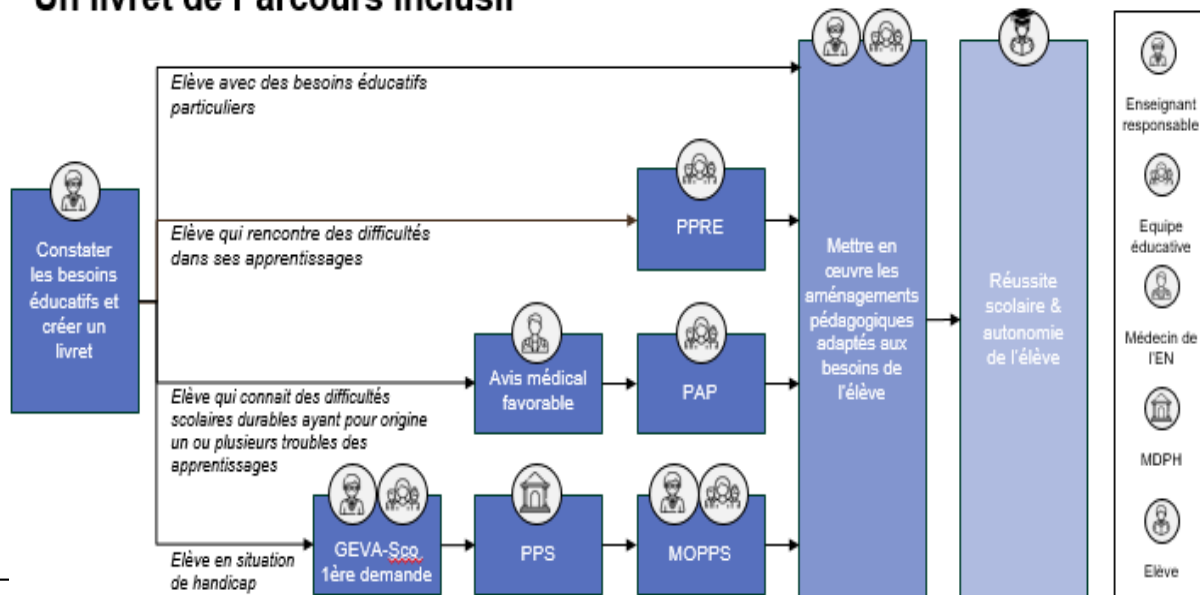 Un livret de Parcours inclusif
Elève avec des besoins éducatifs
particuliers
Constater
les besoins
éducatifs et
créer un
livret
Elève qui rencontre des difficultés
dans ses apprentissages
PPRE
Elève qui connait des difficultés
scolaires durables ayant pour origine
un ou plusieurs troubles des
apprentissages
Avis médical
favorable
PAP
Elève en situation
de handicap
GEVA-Sco
1ère demande
PPS
MOPPS
Mettre en
œuvre les
aménagements
pédagogiques
adaptés aux
besoins de
l'élève
Réussite
scolaire &
autonomie
de l'élève
Enseignant
responsable
Equipe
éducative
Médecin de
l'EN
MDPH
Elève